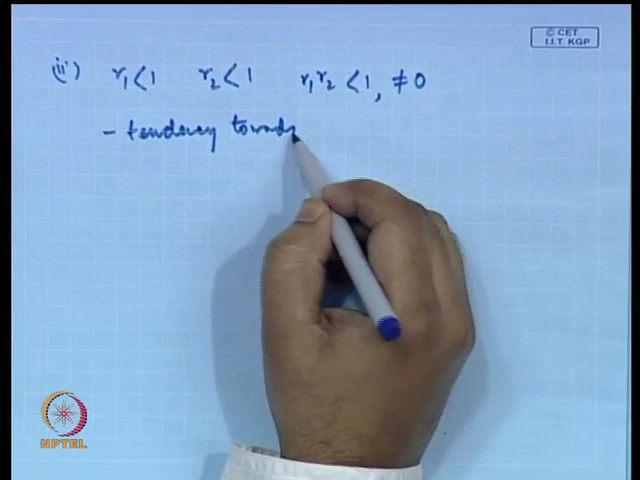 © CET
I.I.T. KGP
(ii) r₁ < 1 r₂ < 1 r₁r₂ < 1, ≠ 0
- tendency towards
NPTEL